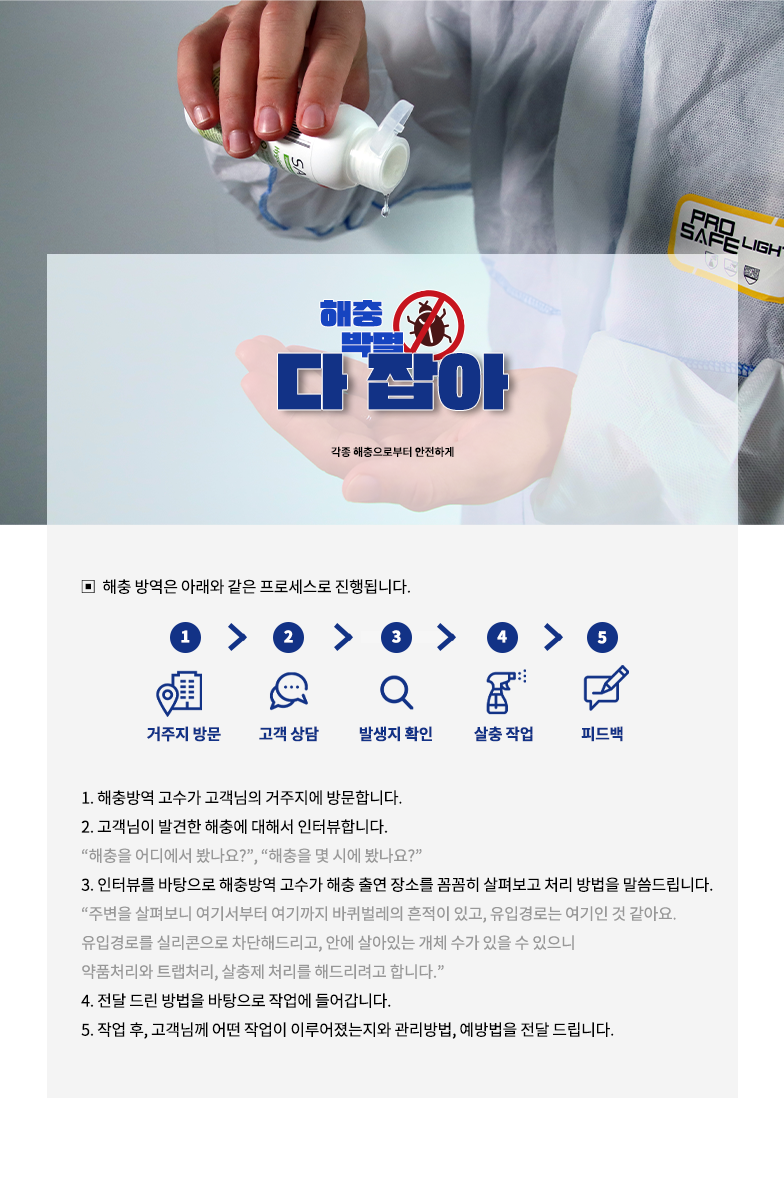 PRO
SAFE LIGHT
해충
박멸
다 잡아
각종 해충으로부터 안전하게
▣ 해충 방역은 아래와 같은 프로세스로 진행됩니다.
1 > 2 > 3 > 4 > 5
거주지 방문 고객 상담 발생지 확인 살충 작업 피드백
1. 해충방역 고수가 고객님의 거주지에 방문합니다.
2. 고객님이 발견한 해충에 대해서 인터뷰합니다.
“해충을 어디에서 봤나요?”, “해충을 몇 시에 봤나요?”
3. 인터뷰를 바탕으로 해충방역 고수가 해충 출연 장소를 꼼꼼히 살펴보고 처리 방법을 말씀드립니다.
“주변을 살펴보니 여기서부터 여기까지 바퀴벌레의 흔적이 있고, 유입경로는 여기인 것 같아요.
유입경로를 실리콘으로 차단해드리고, 안에 살아있는 개체 수가 있을 수 있으니
약품처리와 트랩처리, 살충제 처리를 해드리려고 합니다.”
4. 전달 드린 방법을 바탕으로 작업에 들어갑니다.
5. 작업 후, 고객님께 어떤 작업이 이루어졌는지와 관리방법, 예방법을 전달 드립니다.